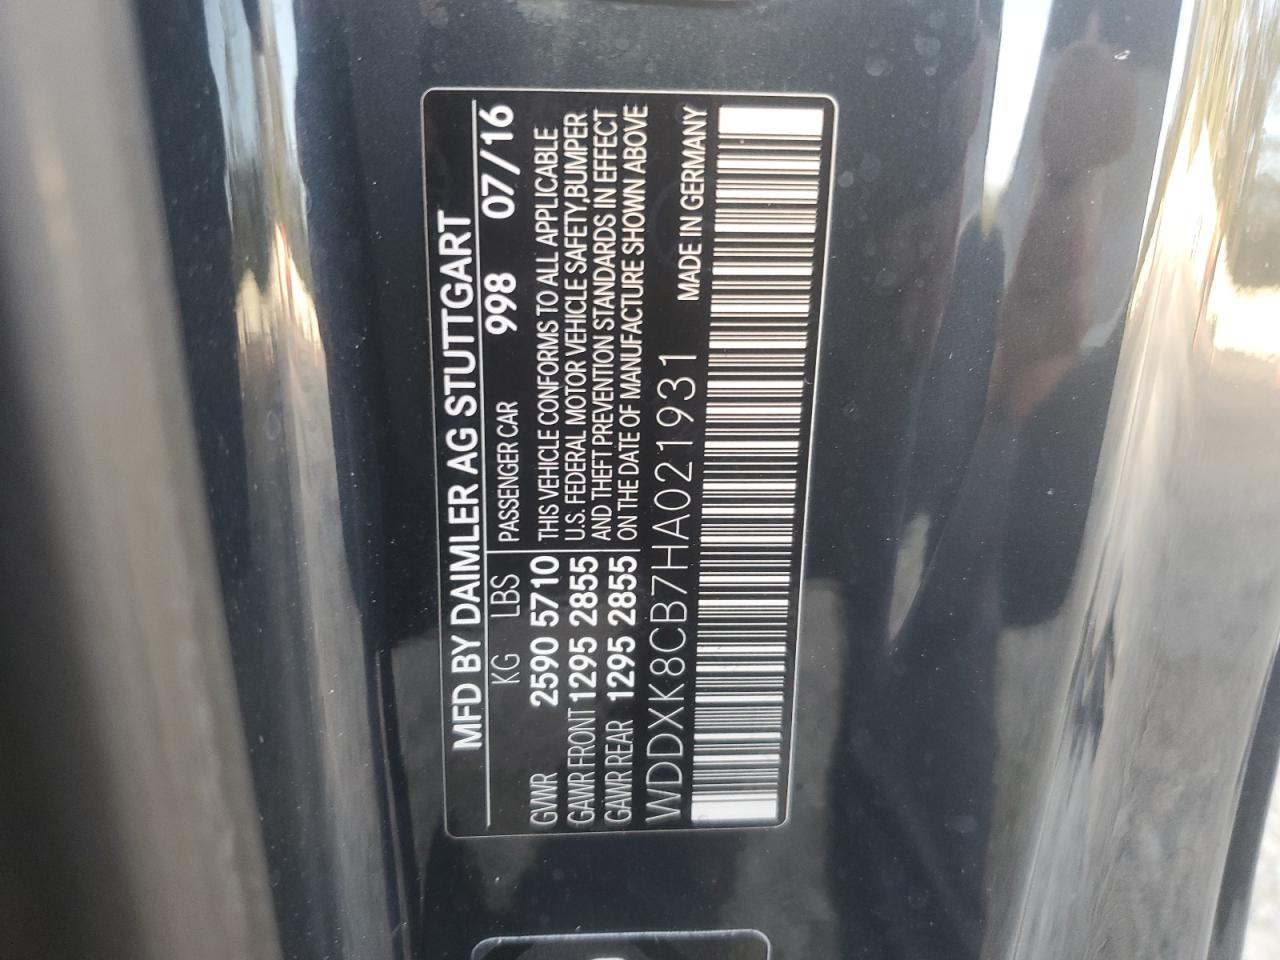 MFD BY DAIMLER AG STUTTGART
KG LBS PASSENGER CAR 998 07/16
GVWR 2590 5710 THIS VEHICLE CONFORMS TO ALL APPLICABLE
GAWR FRONT 1295 2855 U.S. FEDERAL MOTOR VEHICLE SAFETY,BUMPER
GAWR REAR 1295 2855 AND THEFT PREVENTION STANDARDS IN EFFECT
ON THE DATE OF MANUFACTURE SHOWN ABOVE
WDDXK8CB7HA021931 MADE IN GERMANY